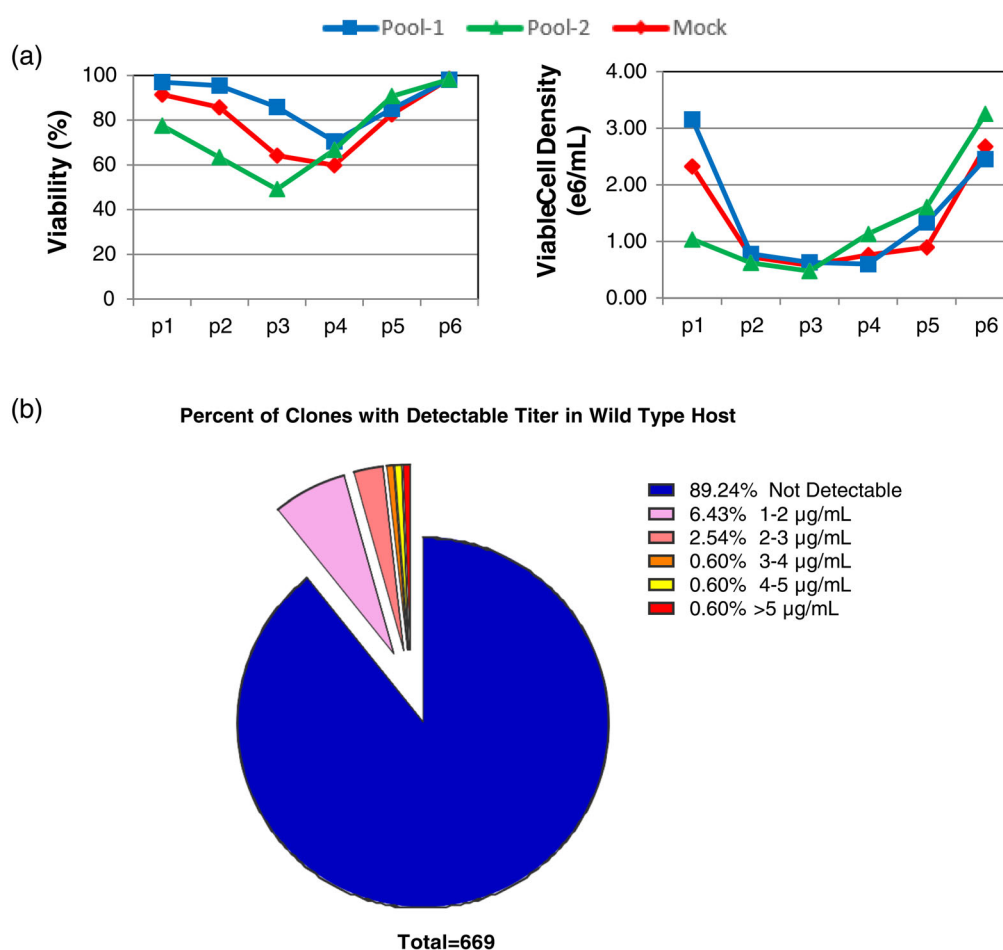 Pool-1 Pool-2 Mock
(a)
Viability (%)
100
80
60
40
20
0
p1 p2 p3 p4 p5 p6
ViableCell Density
(e6/mL)
4.00
3.00
2.00
1.00
0.00
p1 p2 p3 p4 p5 p6
(b)
Percent of Clones with Detectable Titer in Wild Type Host
89.24% Not Detectable
6.43% 1-2 µg/mL
2.54% 2-3 µg/mL
0.60% 3-4 µg/mL
0.60% 4-5 µg/mL
0.60% >5 µg/mL
Total=669